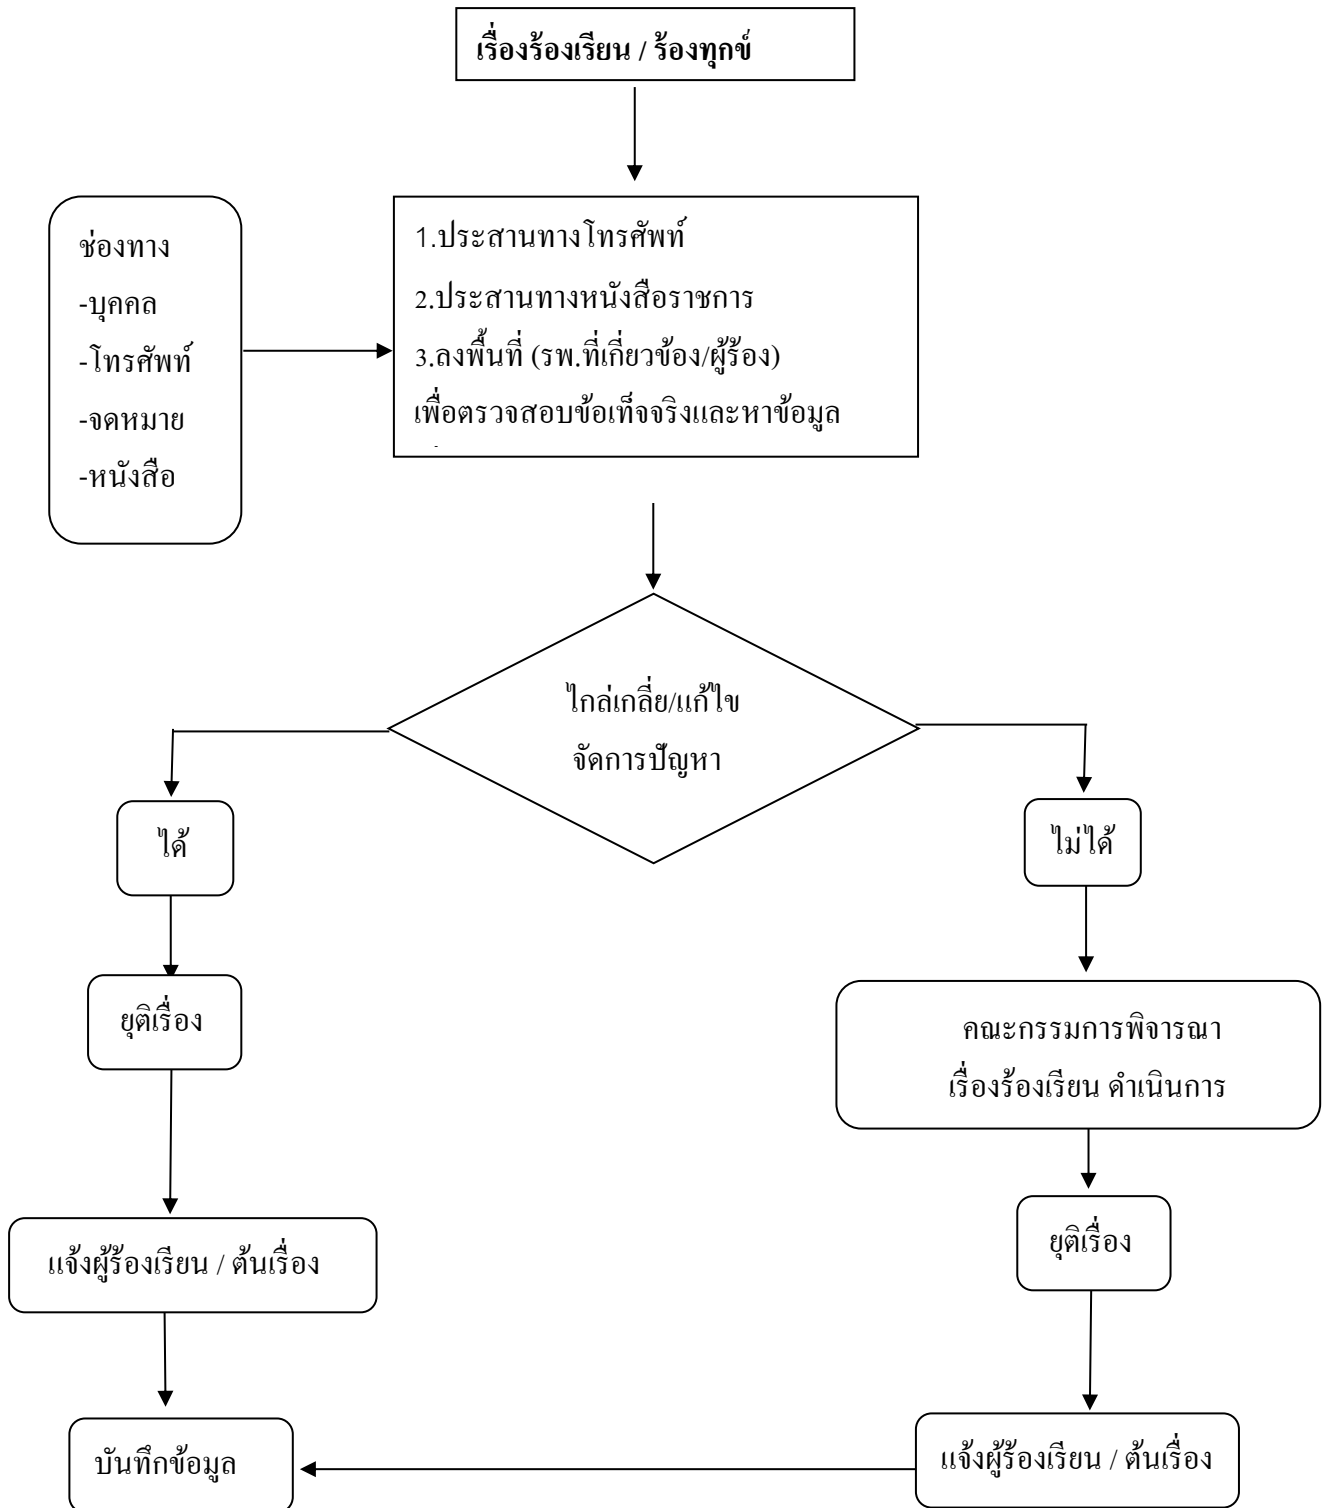 เรื่องร้องเรียน / ร้องทุกข์
ช่องทาง
-บุคคล
-โทรศัพท์
-จดหมาย
-หนังสือ
1.ประสานทางโทรศัพท์
2.ประสานทางหนังสือราชการ
3.ลงพื้นที่ (รพ.ที่เกี่ยวข้อง/ผู้ร้อง)
เพื่อตรวจสอบข้อเท็จจริงและหาข้อมูล
ไกล่เกลี่ย/แก้ไข
จัดการปัญหา
ได้
ไม่ได้
ยุติเรื่อง
คณะกรรมการพิจารณา
เรื่องร้องเรียน ดำเนินการ
แจ้งผู้ร้องเรียน / ต้นเรื่อง
ยุติเรื่อง
บันทึกข้อมูล
แจ้งผู้ร้องเรียน / ต้นเรื่อง